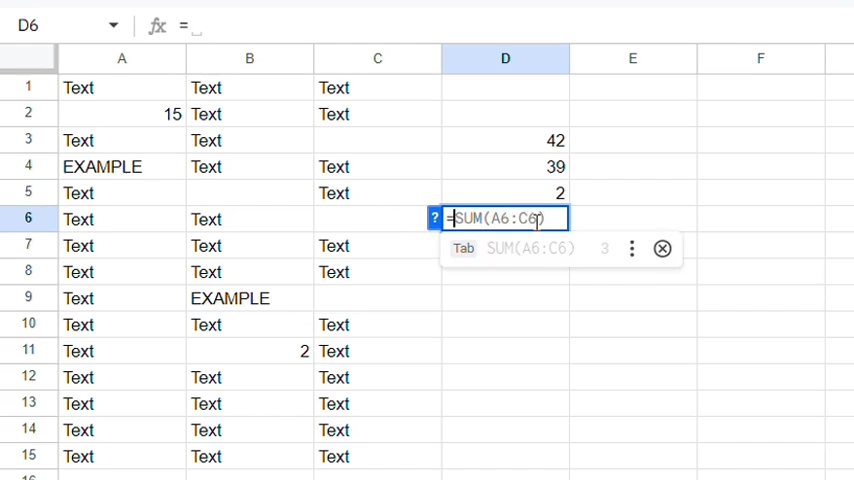 D6 fx =
A B C D E F
1 Text Text Text
2 15 Text Text
3 Text Text 42
4 EXAMPLE Text Text 39
5 Text Text 2
6 Text Text ? =SUM(A6:C6)
7 Text Text Text Tab SUM(A6:C6) 3
8 Text Text Text
9 Text EXAMPLE
10 Text Text Text
11 Text 2 Text
12 Text Text Text
13 Text Text Text
14 Text Text Text
15 Text Text Text
16